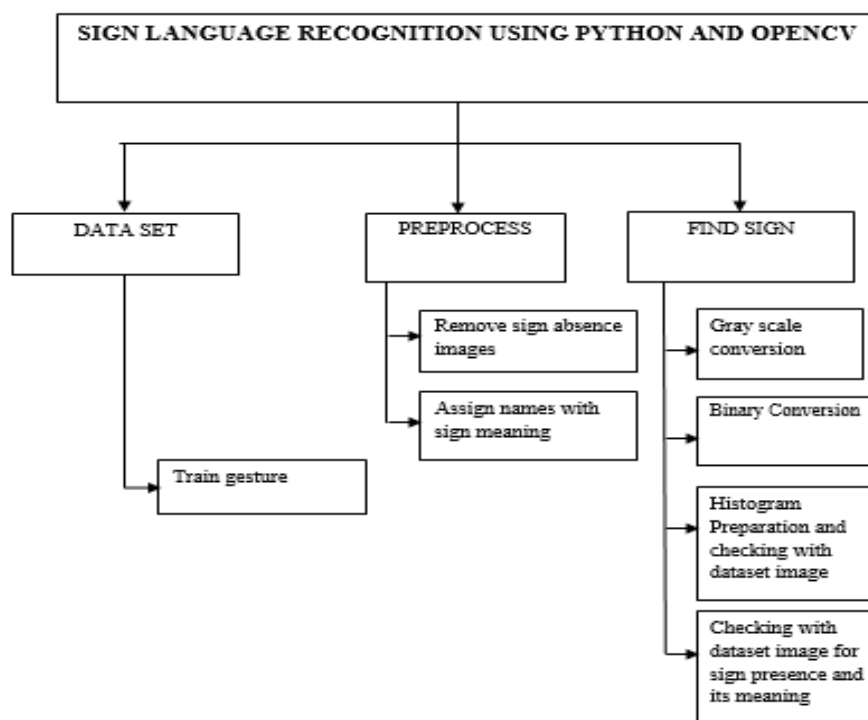 SIGN LANGUAGE RECOGNITION USING PYTHON AND OPENCV
DATA SET
PREPROCESS
FIND SIGN
Train gesture
Remove sign absence
images
Assign names with
sign meaning
Gray scale
conversion
Binary Conversion
Histogram
Preparation and
checking with
dataset image
Checking with
dataset image for
sign presence and
its meaning